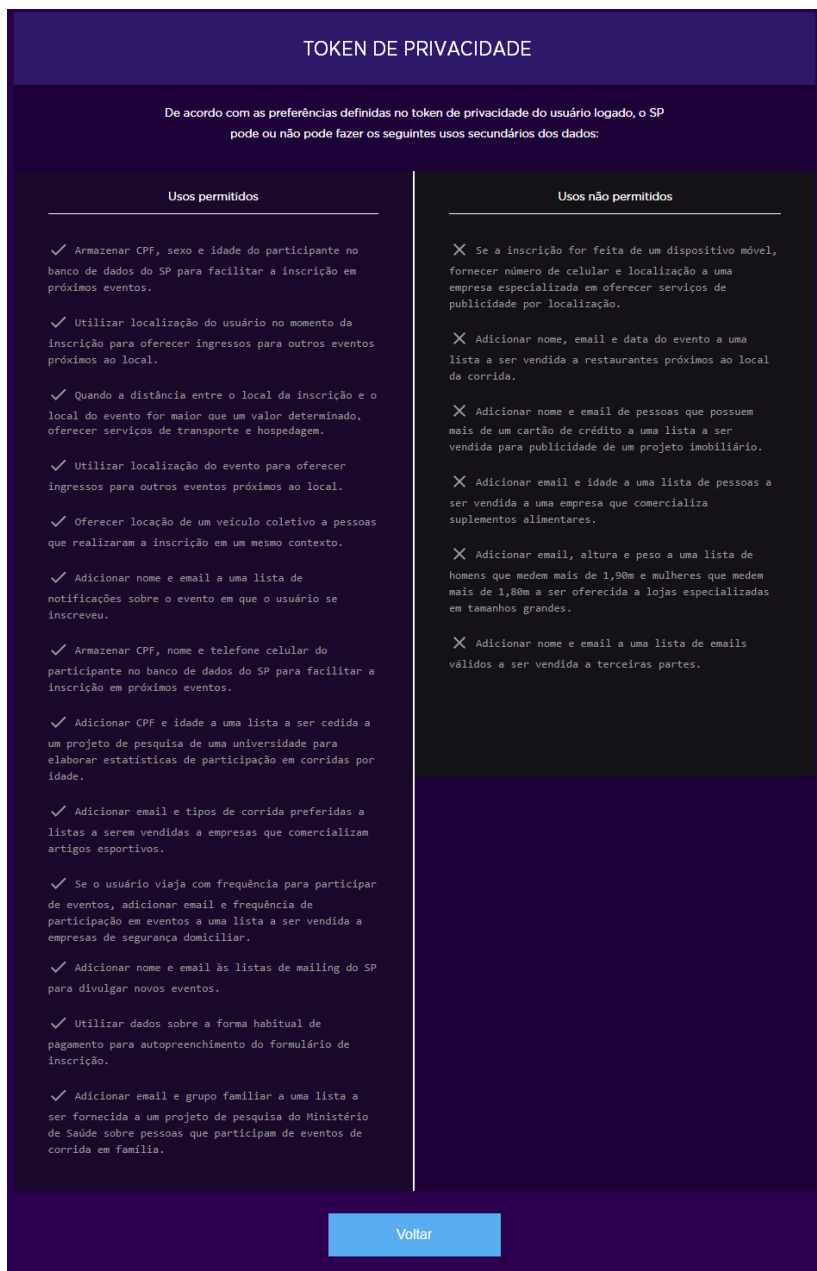 TOKEN DE PRIVACIDADE
De acordo com as preferências definidas no token de privacidade do usuário logado, o SP
pode ou não pode fazer os seguintes usos secundários dos dados:
Usos permitidos
Armazenar CPF, sexo e idade do participante no
banco de dados do SP para facilitar a inscrição em
próximos eventos.
Utilizar localização do usuário no momento da
inscrição para oferecer ingressos para outros eventos
próximos ao local.
Quando a distância entre o local da inscrição e o
local do evento for maior que um valor determinado,
oferecer serviços de transporte e hospedagem.
Utilizar localização do evento para oferecer
ingressos para outros eventos próximos ao local.
Oferecer locação de um veículo coletivo a pessoas
que realizaram a inscrição em um mesmo contexto.
Adicionar nome e email a uma lista de
notificações sobre o evento em que o usuário se
inscreveu.
Armazenar CPF, nome e telefone celular do
participante no banco de dados do SP para facilitar a
inscrição em próximos eventos.
Adicionar CPF e idade a uma lista a ser cedida a
um projeto de pesquisa de uma universidade para
elaborar estatísticas de participação em corridas por
idade.
Adicionar email e tipos de corrida preferidas a
listas a serem vendidas a empresas que comercializam
artigos esportivos.
Se o usuário viaja com frequência para participar
de eventos, adicionar email e frequência de
participação em eventos a uma lista a ser vendida a
empresas de segurança domiciliar.
Adicionar nome e email às listas de mailing do SP
para divulgar novos eventos.
Utilizar dados sobre a forma habitual de
pagamento para autopreenchimento do formulário de
inscrição.
Adicionar email e grupo familiar a uma lista a
ser fornecida a um projeto de pesquisa do Ministério
de Saúde sobre pessoas que participam de eventos de
corrida em família.
Usos não permitidos
Se a inscrição for feita de um dispositivo móvel,
fornecer número de celular e localização a uma
empresa especializada em oferecer serviços de
publicidade por localização.
Adicionar nome, email e data do evento a uma
lista a ser vendida a restaurantes próximos ao local
da corrida.
Adicionar nome e email de pessoas que possuem
mais de um cartão de crédito a uma lista a ser
vendida para publicidade de um projeto imobiliário.
Adicionar email e idade a uma lista de pessoas a
ser vendida a uma empresa que comercializa
suplementos alimentares.
Adicionar email, altura e peso a uma lista de
homens que medem mais de 1,90m e mulheres que medem
mais de 1,80m a ser oferecida a lojas especializadas
em tamanhos grandes.
Adicionar nome e email a uma lista de emails
válidos a ser vendida a terceiras partes.
Voltar